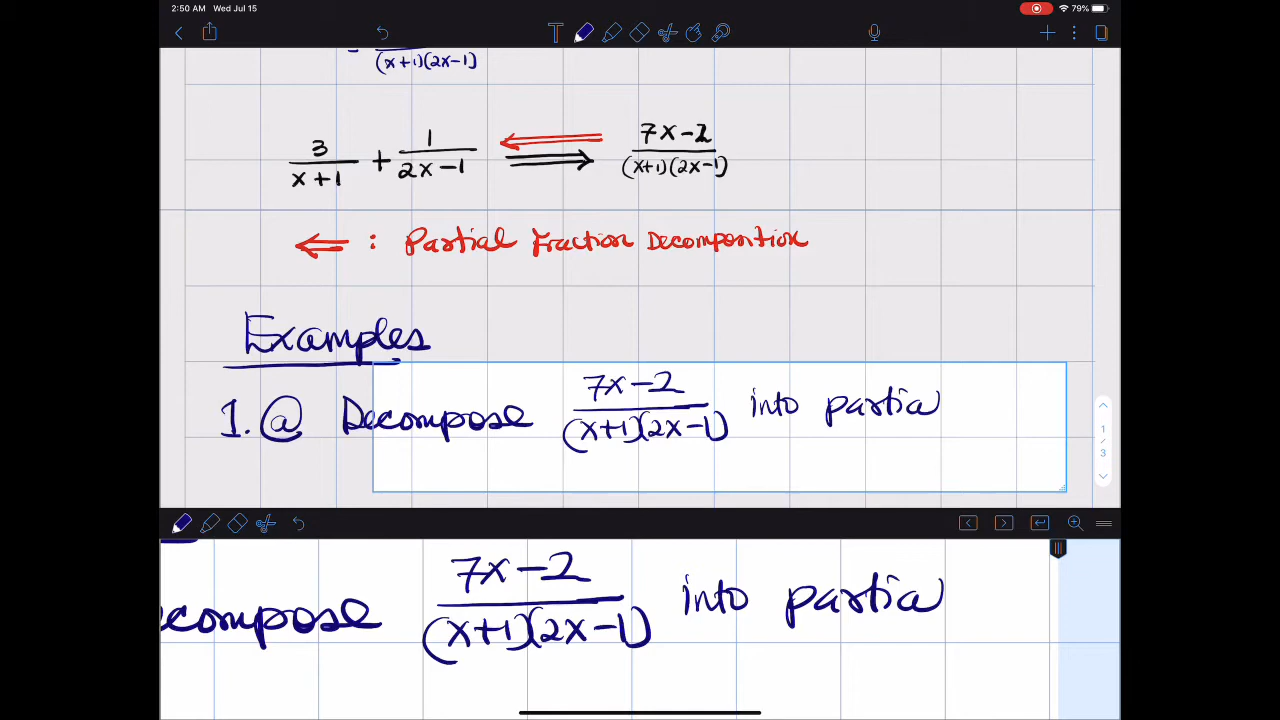 2:50 AM Wed Jul 15
79%
(x+1)(2x-1)
3/(x+1) + 1/(2x-1) ⟸ ⟹ (7x-2)/((x+1)(2x-1))
⟸ : Partial Fraction Decomposition
Examples
1. @ Decompose (7x-2)/((x+1)(2x-1)) into partia
1/3
ecompose (7x-2)/((x+1)(2x-1)) into partia